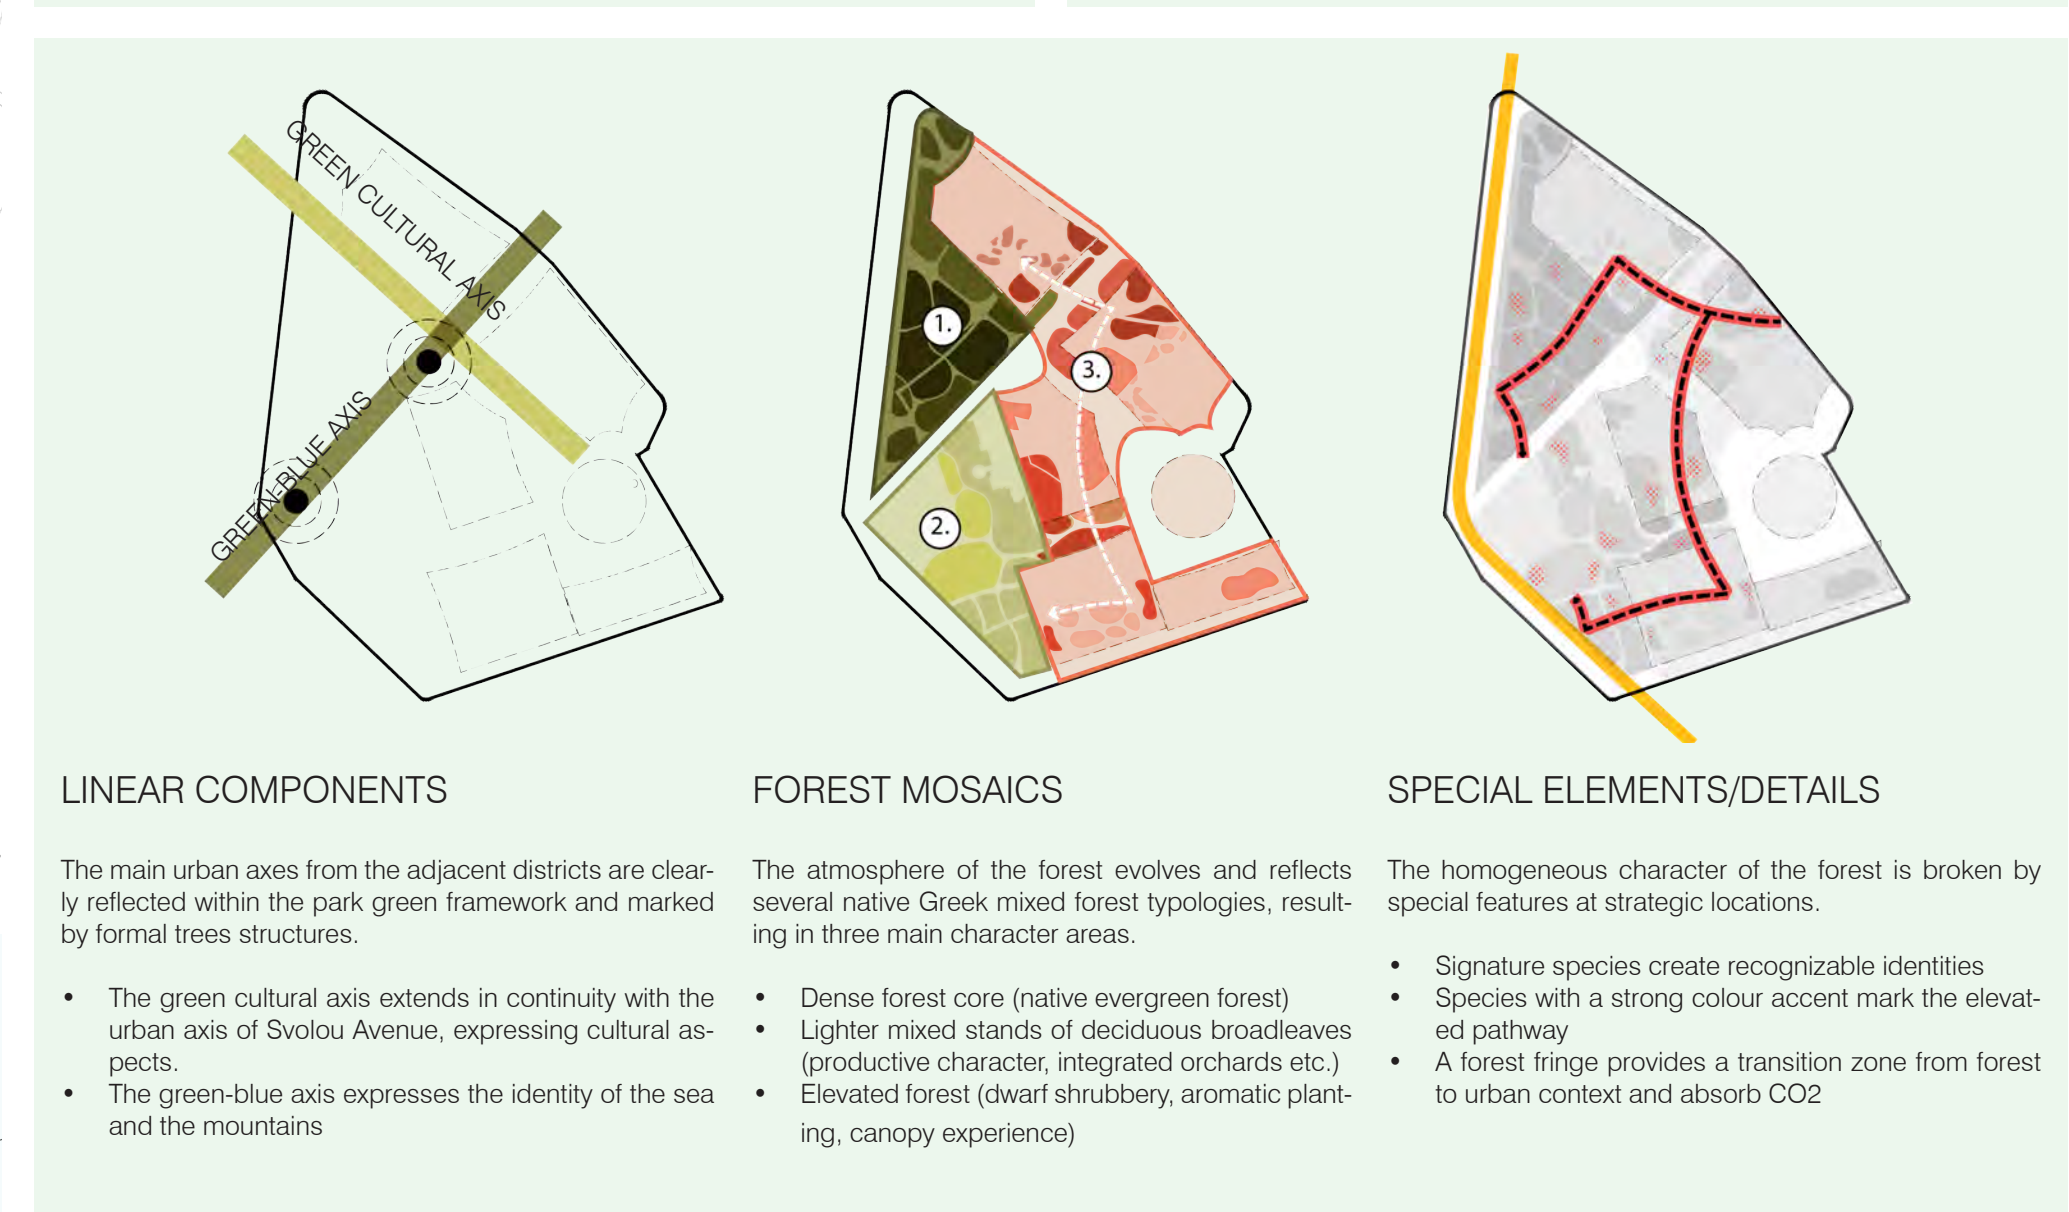 GREEN CULTURAL AXIS
GREEN-BLUE AXIS
1.
2.
3.
LINEAR COMPONENTS
The main urban axes from the adjacent districts are clear-
ly reflected within the park green framework and marked
by formal trees structures.
• The green cultural axis extends in continuity with the
urban axis of Svolou Avenue, expressing cultural as-
pects.
• The green-blue axis expresses the identity of the sea
and the mountains
FOREST MOSAICS
The atmosphere of the forest evolves and reflects
several native Greek mixed forest typologies, result-
ing in three main character areas.
• Dense forest core (native evergreen forest)
• Lighter mixed stands of deciduous broadleaves
(productive character, integrated orchards etc.)
• Elevated forest (dwarf shrubbery, aromatic plant-
ing, canopy experience)
SPECIAL ELEMENTS/DETAILS
The homogeneous character of the forest is broken by
special features at strategic locations.
• Signature species create recognizable identities
• Species with a strong colour accent mark the elevat-
ed pathway
• A forest fringe provides a transition zone from forest
to urban context and absorb CO2